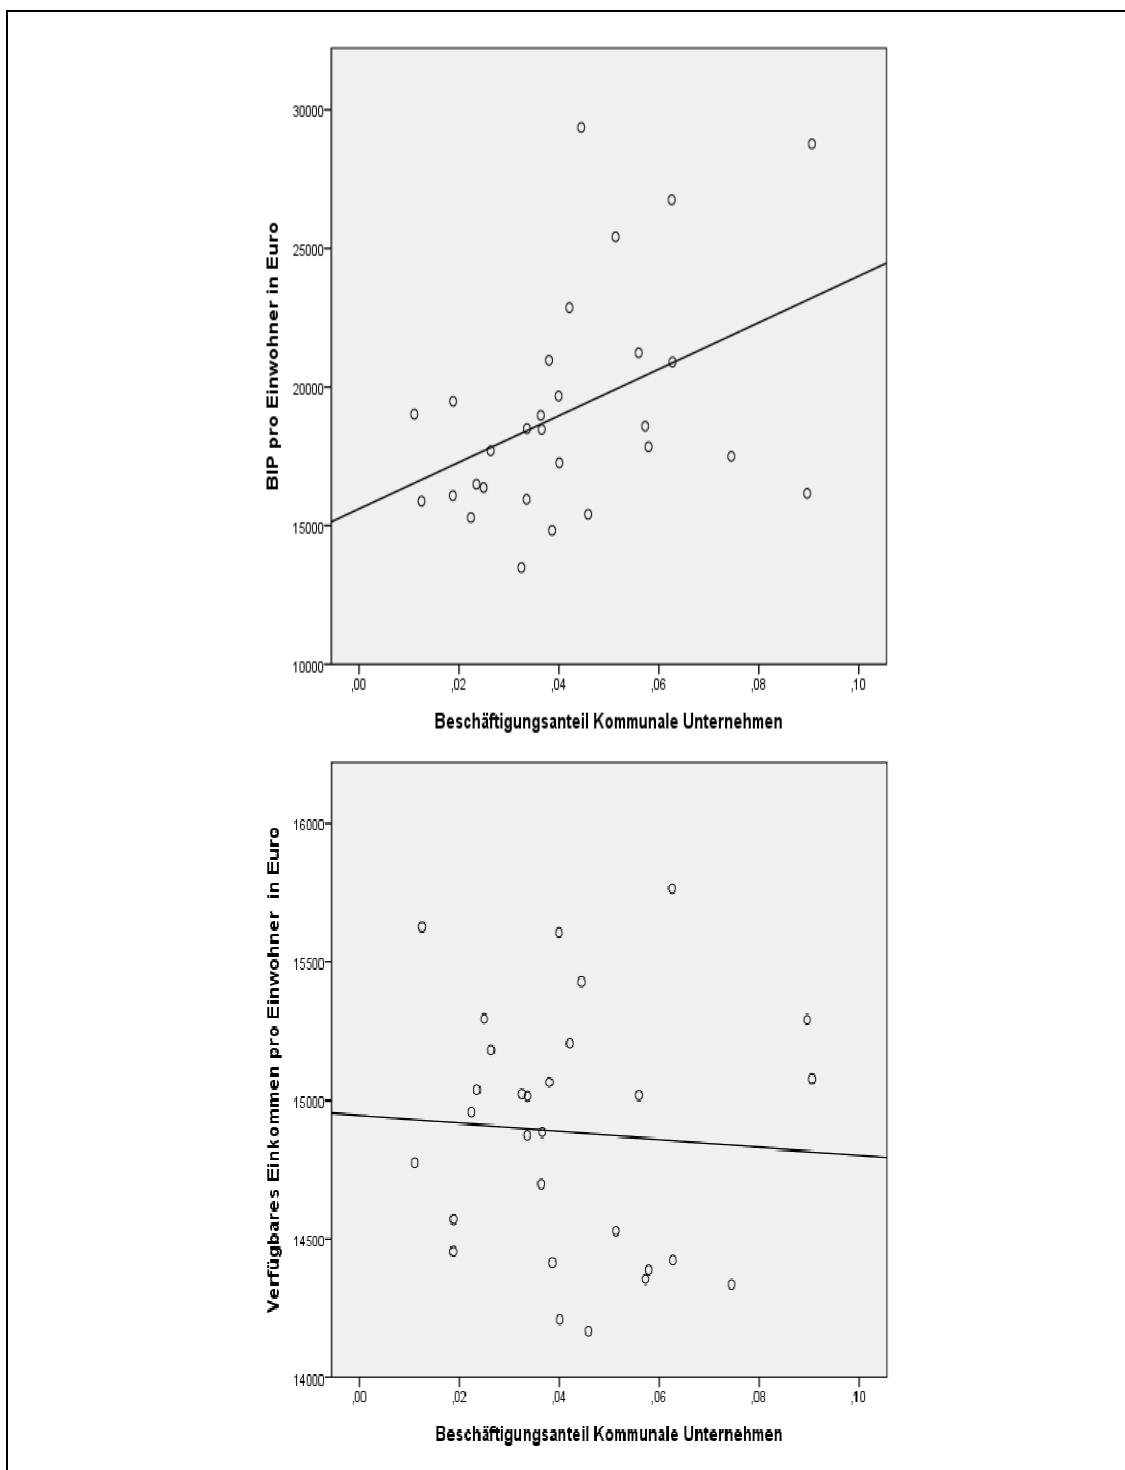 BIP pro Einwohner in Euro
30000
25000
20000
15000
10000
,00 ,02 ,04 ,06 ,08 ,10
Beschäftigungsanteil Kommunale Unternehmen
Verfügbares Einkommen pro Einwohner in Euro
16000
15500
15000
14500
14000
,00 ,02 ,04 ,06 ,08 ,10
Beschäftigungsanteil Kommunale Unternehmen